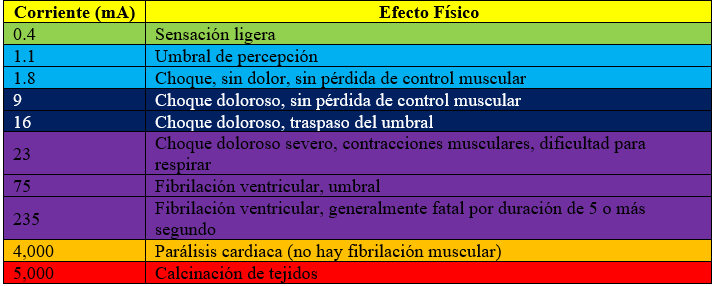 Corriente (mA) Efecto Físico
0.4 Sensación ligera
1.1 Umbral de percepción
1.8 Choque, sin dolor, sin pérdida de control muscular
9 Choque doloroso, sin pérdida de control muscular
16 Choque doloroso, traspaso del umbral
23 Choque doloroso severo, contracciones musculares, dificultad para
respirar
75 Fibrilación ventricular, umbral
235 Fibrilación ventricular, generalmente fatal por duración de 5 o más
segundo
4,000 Parálisis cardiaca (no hay fibrilación muscular)
5,000 Calcinación de tejidos